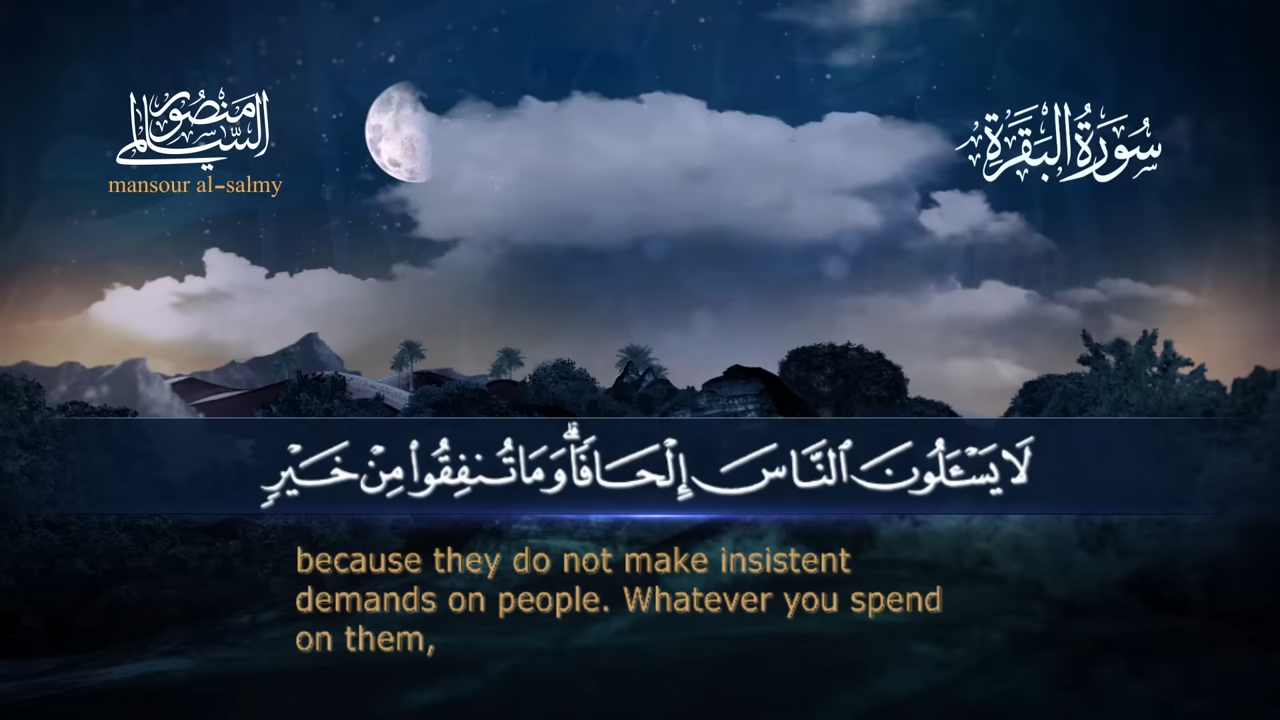 منصور السالمي
mansour al-salmy
سُورَةُ البَقَرَةِ
لَا يَسْـَٔلُونَ ٱلنَّاسَ إِلْحَافًاۗ وَمَا تُنفِقُوا۟ مِنْ خَيْرٍ
because they do not make insistent
demands on people. Whatever you spend
on them,